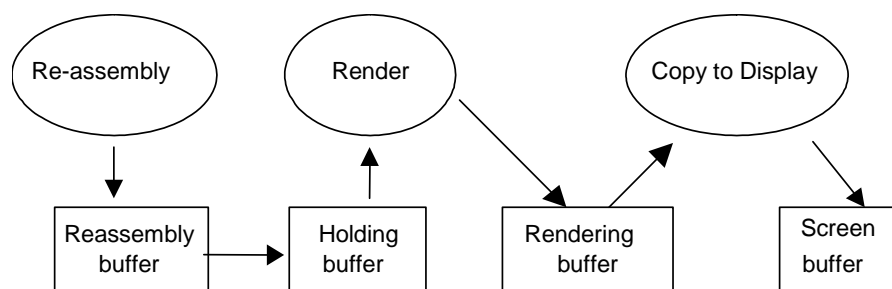 Re-assembly
Render
Copy to Display
Reassembly
buffer
Holding
buffer
Rendering
buffer
Screen
buffer